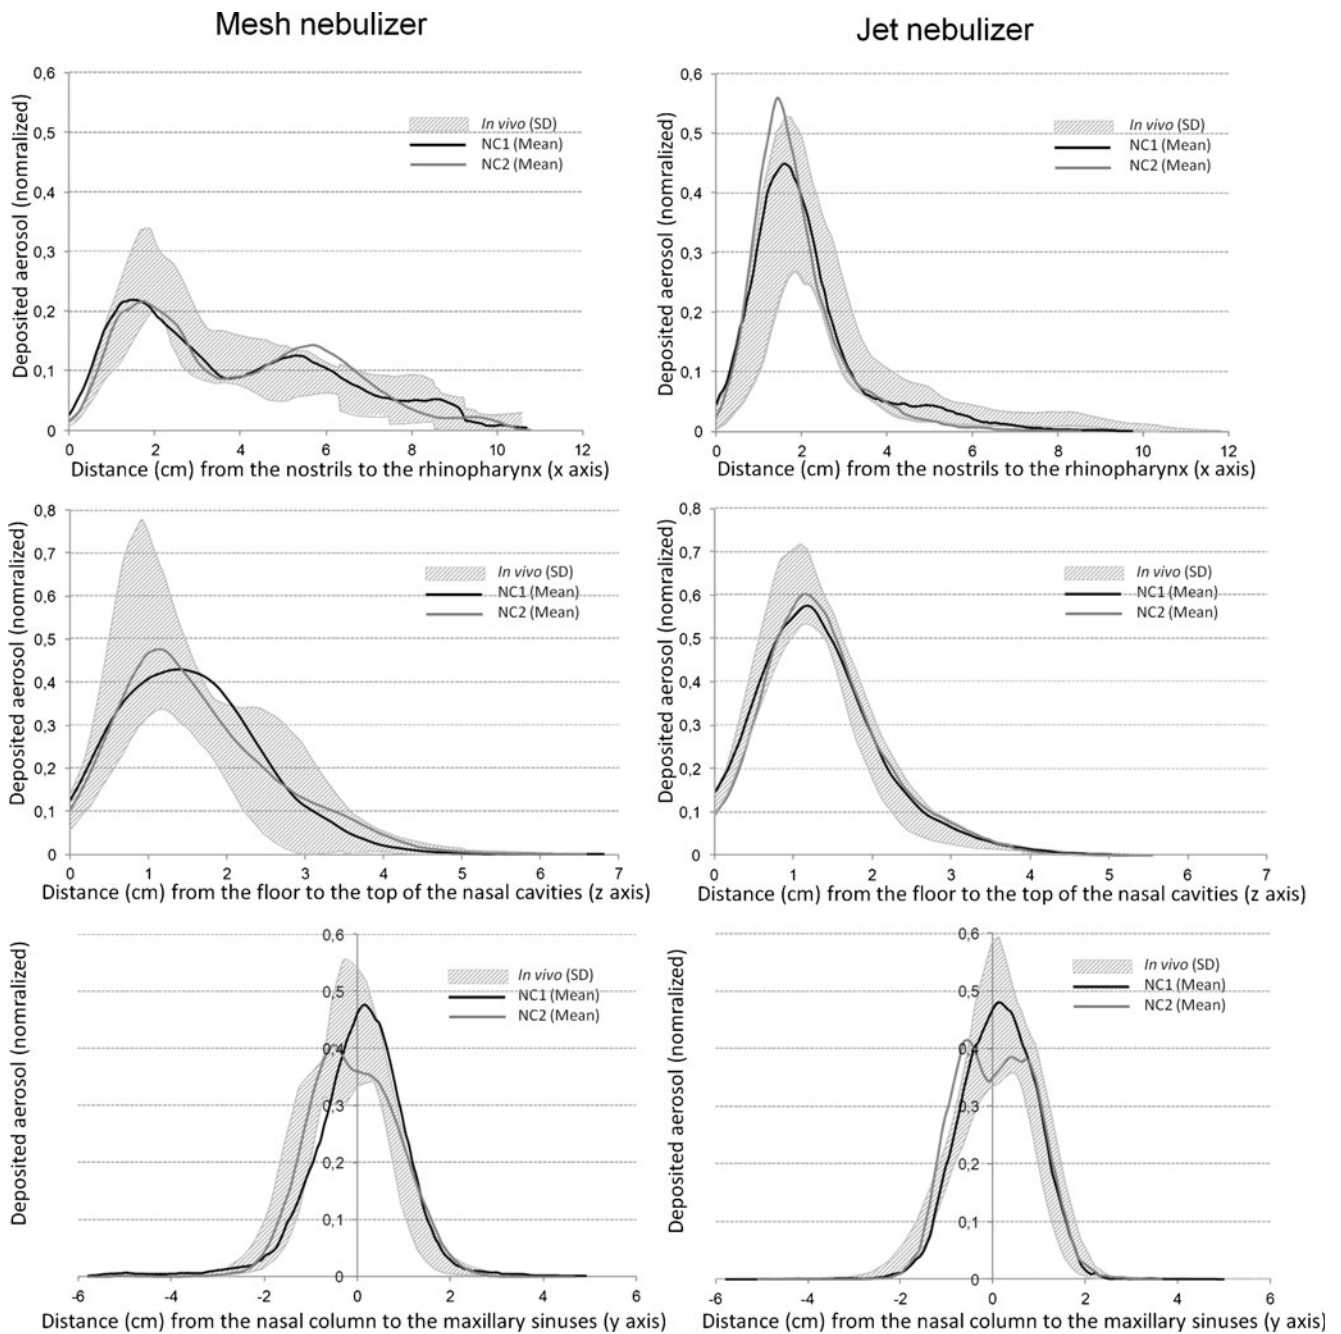 Mesh nebulizer
Jet nebulizer
Deposited aerosol (nomralized)
0,6
0,5
0,4
0,3
0,2
0,1
0
In vivo (SD)
NC1 (Mean)
NC2 (Mean)
0 2 4 6 8 10 12
Distance (cm) from the nostrils to the rhinopharynx (x axis)
Deposited aerosol (nomralized)
0,6
0,5
0,4
0,3
0,2
0,1
0
In vivo (SD)
NC1 (Mean)
NC2 (Mean)
0 2 4 6 8 10 12
Distance (cm) from the nostrils to the rhinopharynx (x axis)
Deposited aerosol (nomralized)
0,8
0,7
0,6
0,5
0,4
0,3
0,2
0,1
0
In vivo (SD)
NC1 (Mean)
NC2 (Mean)
0 1 2 3 4 5 6 7
Distance (cm) from the floor to the top of the nasal cavities (z axis)
Deposited aerosol (nomralized)
0,8
0,7
0,6
0,5
0,4
0,3
0,2
0,1
0
In vivo (SD)
NC1 (Mean)
NC2 (Mean)
0 1 2 3 4 5 6 7
Distance (cm) from the floor to the top of the nasal cavities (z axis)
Deposited aerosol (nomralized)
0,6
0,5
0,4
0,3
0,2
0,1
0
In vivo (SD)
NC1 (Mean)
NC2 (Mean)
-6 -4 -2 0 2 4 6
Distance (cm) from the nasal column to the maxillary sinuses (y axis)
Deposited aerosol (nomralized)
0,6
0,5
0,4
0,3
0,2
0,1
0
In vivo (SD)
NC1 (Mean)
NC2 (Mean)
-6 -4 -2 0 2 4 6
Distance (cm) from the nasal column to the maxillary sinuses (y axis)